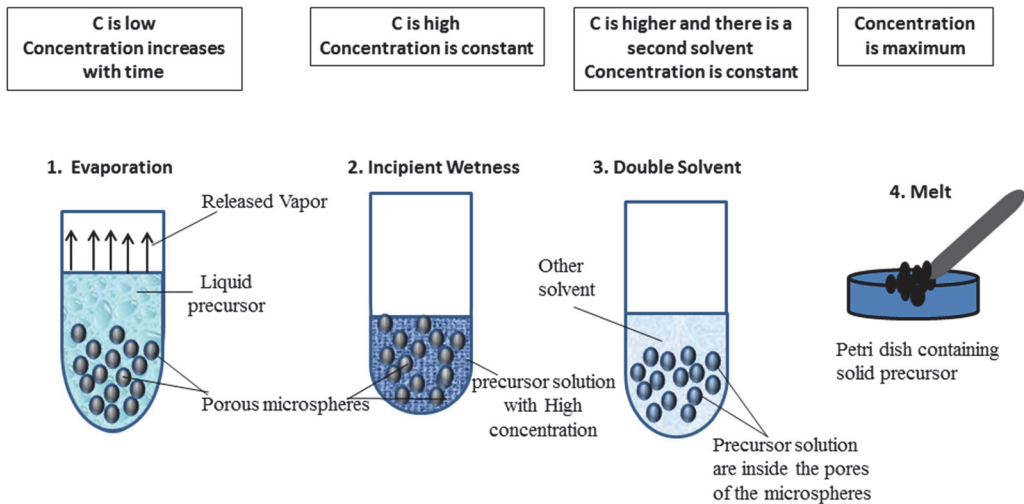 C is low
Concentration increases
with time
C is high
Concentration is constant
C is higher and there is a
second solvent
Concentration is constant
Concentration
is maximum
1. Evaporation
Released Vapor
Liquid
precursor
Porous microspheres
2. Incipient Wetness
precursor solution
with High
concentration
3. Double Solvent
Other
solvent
Precursor solution
are inside the pores
of the microspheres
4. Melt
Petri dish containing
solid precursor